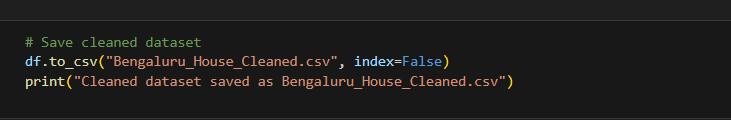 # Save cleaned dataset
df.to_csv("Bengaluru_House_Cleaned.csv", index=False)
print("Cleaned dataset saved as Bengaluru_House_Cleaned.csv")